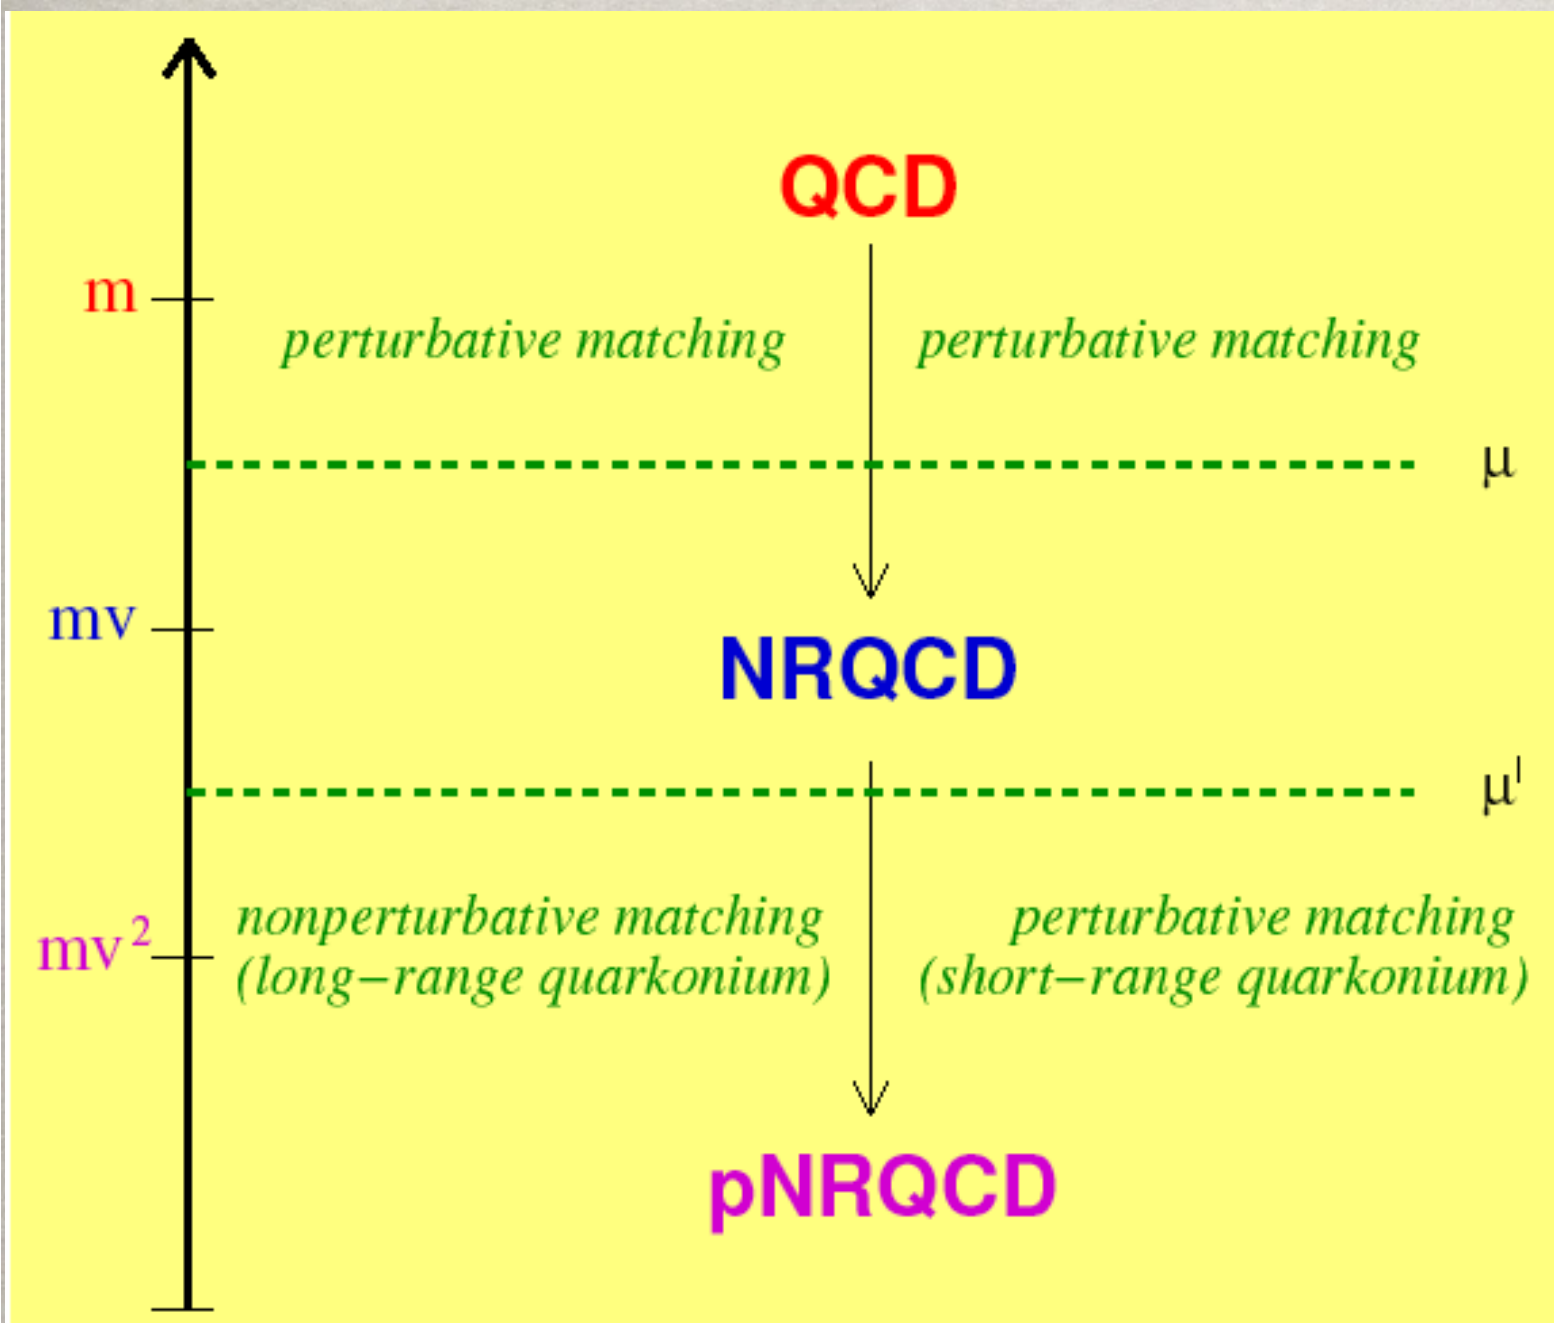 QCD
m
perturbative matching perturbative matching
μ
mv
NRQCD
μ'
nonperturbative matching perturbative matching
mv²
(long−range quarkonium) (short−range quarkonium)
pNRQCD